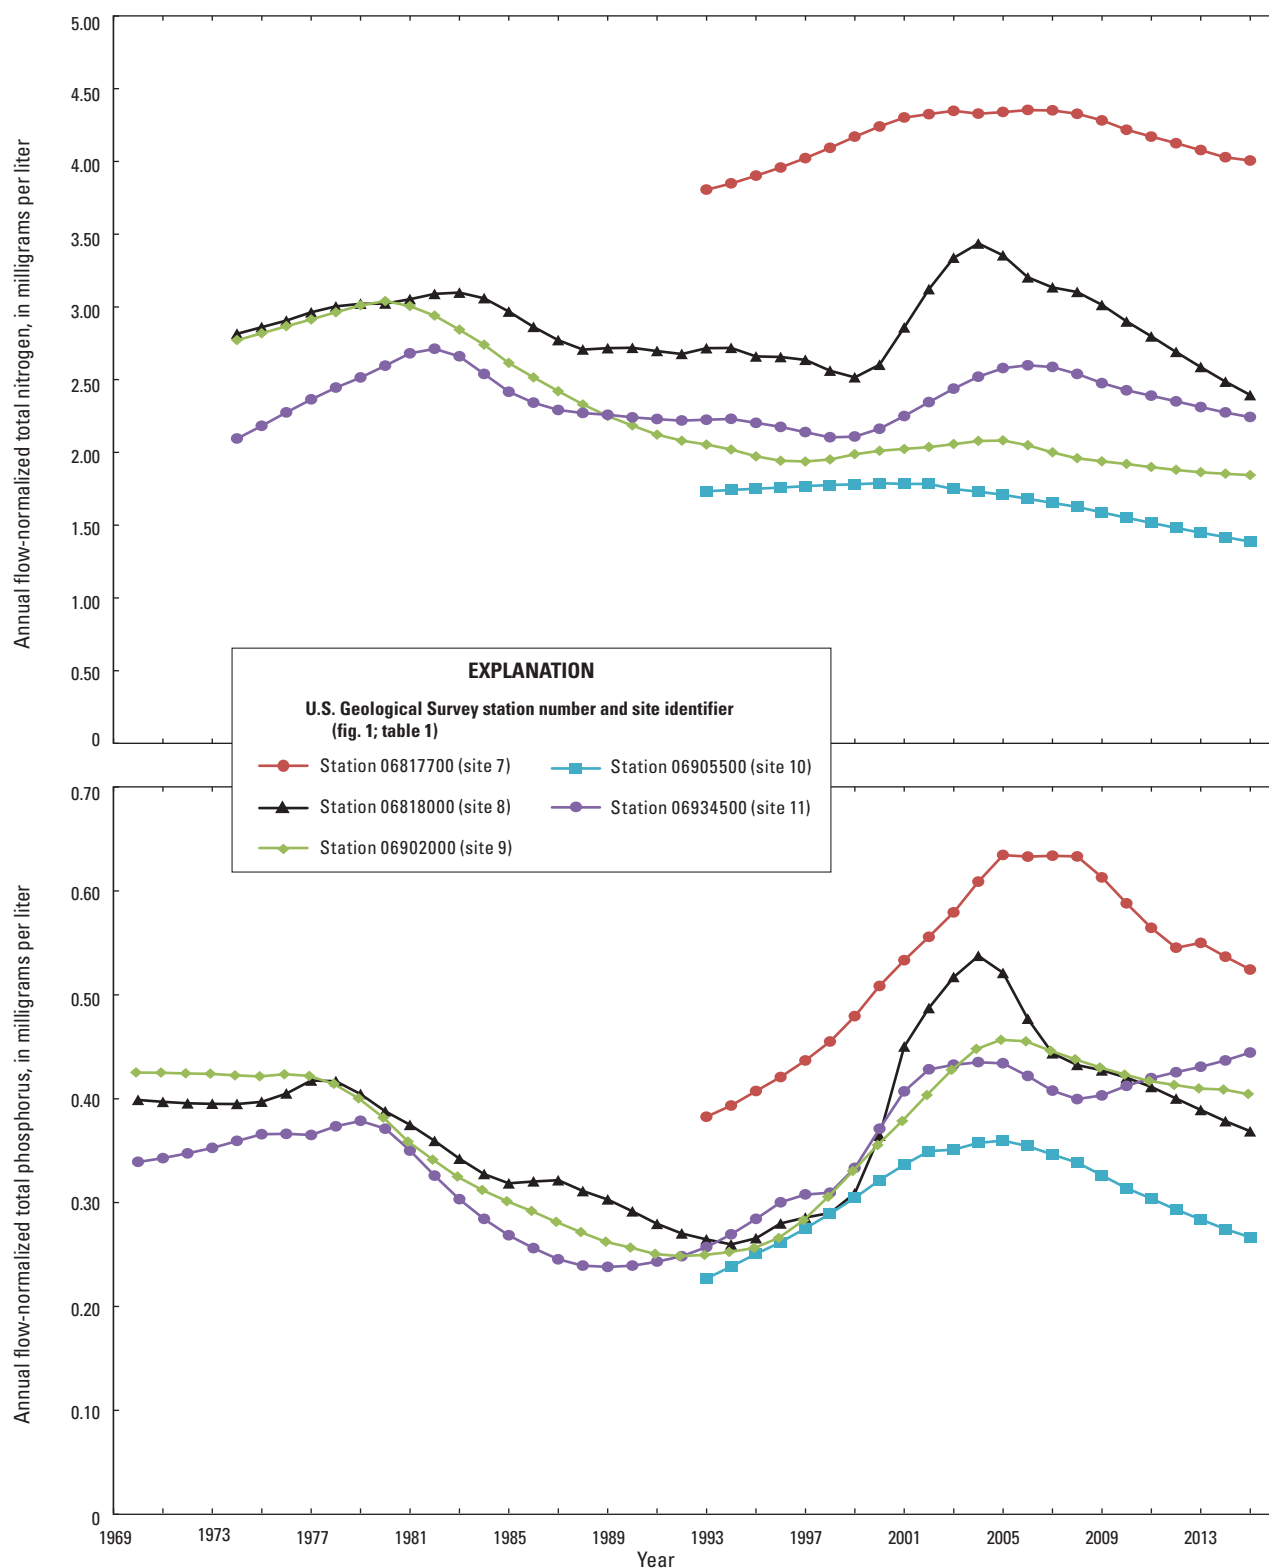 Annual flow-normalized total nitrogen, in milligrams per liter
5.00
4.50
4.00
3.50
3.00
2.50
2.00
1.50
1.00
0.50
0
EXPLANATION
U.S. Geological Survey station number and site identifier
(fig. 1; table 1)
Station 06817700 (site 7)
Station 06818000 (site 8)
Station 06902000 (site 9)
Station 06905500 (site 10)
Station 06934500 (site 11)
Annual flow-normalized total phosphorus, in milligrams per liter
0.70
0.60
0.50
0.40
0.30
0.20
0.10
0
1969 1973 1977 1981 1985 1989 1993 1997 2001 2005 2009 2013
Year